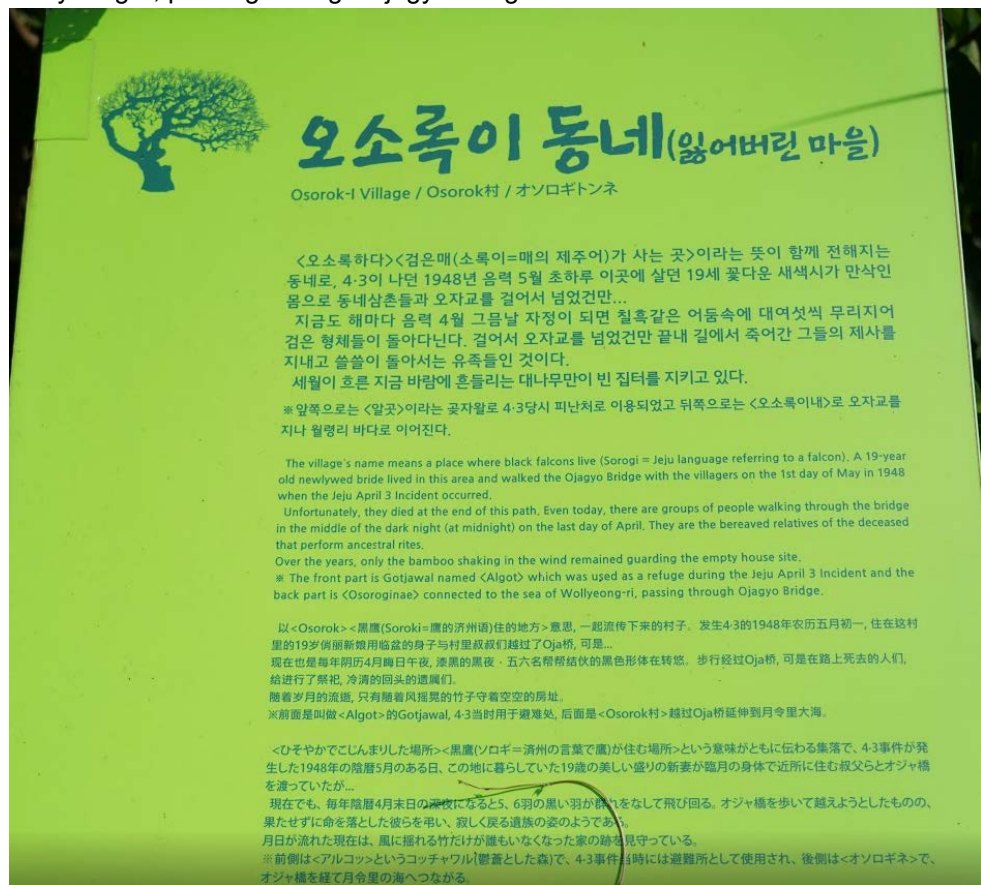 오소록이 동네(잃어버린 마을)
Osorok-I Village / Osorok村 / オソロギトンネ
<오소록하다><검은매(소록이=매의 제주어)가 사는 곳>이라는 뜻이 함께 전해지는
동네로, 4·3이 나던 1948년 음력 5월 초하루 이곳에 살던 19세 꽃다운 새색시가 만삭인
몸으로 동네삼촌들과 오자교를 걸어서 넘었건만...
지금도 해마다 음력 4월 그믐날 자정이 되면 칠흑같은 어둠속에 대여섯씩 무리지어
검은 형체들이 돌아다닌다. 걸어서 오자교를 넘었건만 끝내 길에서 죽어간 그들의 제사를
지내고 쓸쓸이 돌아서는 유족들인 것이다.
세월이 흐른 지금 바람에 흔들리는 대나무만이 빈 집터를 지키고 있다.
※앞쪽으로는 <알곳>이라는 곶자왈로 4·3당시 피난처로 이용되었고 뒤쪽으로는 <오소록이내>로 오자교를
지나 월령리 바다로 이어진다.
The village's name means a place where black falcons live (Sorogi = Jeju language referring to a falcon). A 19-year
old newlywed bride lived in this area and walked the Ojagyo Bridge with the villagers on the 1st day of May in 1948
when the Jeju April 3 Incident occurred.
Unfortunately, they died at the end of this path. Even today, there are groups of people walking through the bridge
in the middle of the dark night (at midnight) on the last day of April. They are the bereaved relatives of the deceased
that perform ancestral rites.
Over the years, only the bamboo shaking in the wind remained guarding the empty house site.
※ The front part is Gotjawal named <Algot> which was used as a refuge during the Jeju April 3 Incident and the
back part is <Osoroginae> connected to the sea of Wollyeong-ri, passing through Ojagyo Bridge.
以<Osorok><黑鹰(Soroki=鹰的济州语)住的地方>意思, 一起流传下来的村子。发生4·3的1948年农历五月初一, 住在这村
里的19岁俏丽新娘用临盆的身子与村里叔叔们越过了Oja桥, 可是...
现在也是每年阴历4月晦日午夜, 漆黑的黑夜·五六名帮帮结伙的黑色形体在转悠。步行经过Oja桥, 可是在路上死去的人们,
给进行了祭祀, 冷清的回头的遗属们.
随着岁月的流逝, 只有随着风摇晃的竹子守着空空的房址。
※前面是叫做<Algot>的Gotjawal, 4·3当时用于避难处, 后面是<Osorok村>越过Oja桥延伸到月令里大海。
<ひそやかでこじんまりした場所><黒鷹(ソロギ=済州の言葉で鷹)が住む場所>という意味がともに伝わる集落で、4·3事件が発
生した1948年の陰暦5月のある日、この地に暮らしていた19歳の美しい盛りの新妻が臨月の身体で近所に住む叔父らとオジャ橋
を渡っていたが...
現在でも、毎年陰暦4月末日の深夜になると5、6羽の黒い羽が群れをなして飛び回る。オジャ橋を歩いて越えようとしたものの、
果たせずに命を落とした彼らを弔い、寂しく戻る遺族の姿のようである。
月日が流れた現在は、風に揺れる竹だけが誰もいなくなった家の跡を見守っている。
※前側は<アルコッ>というコッチャワル[鬱蒼とした森]で、4·3事件当時には避難所として使用され、後側は<オソロギネ>で、
オジャ橋を経て月令里の海へつながる。